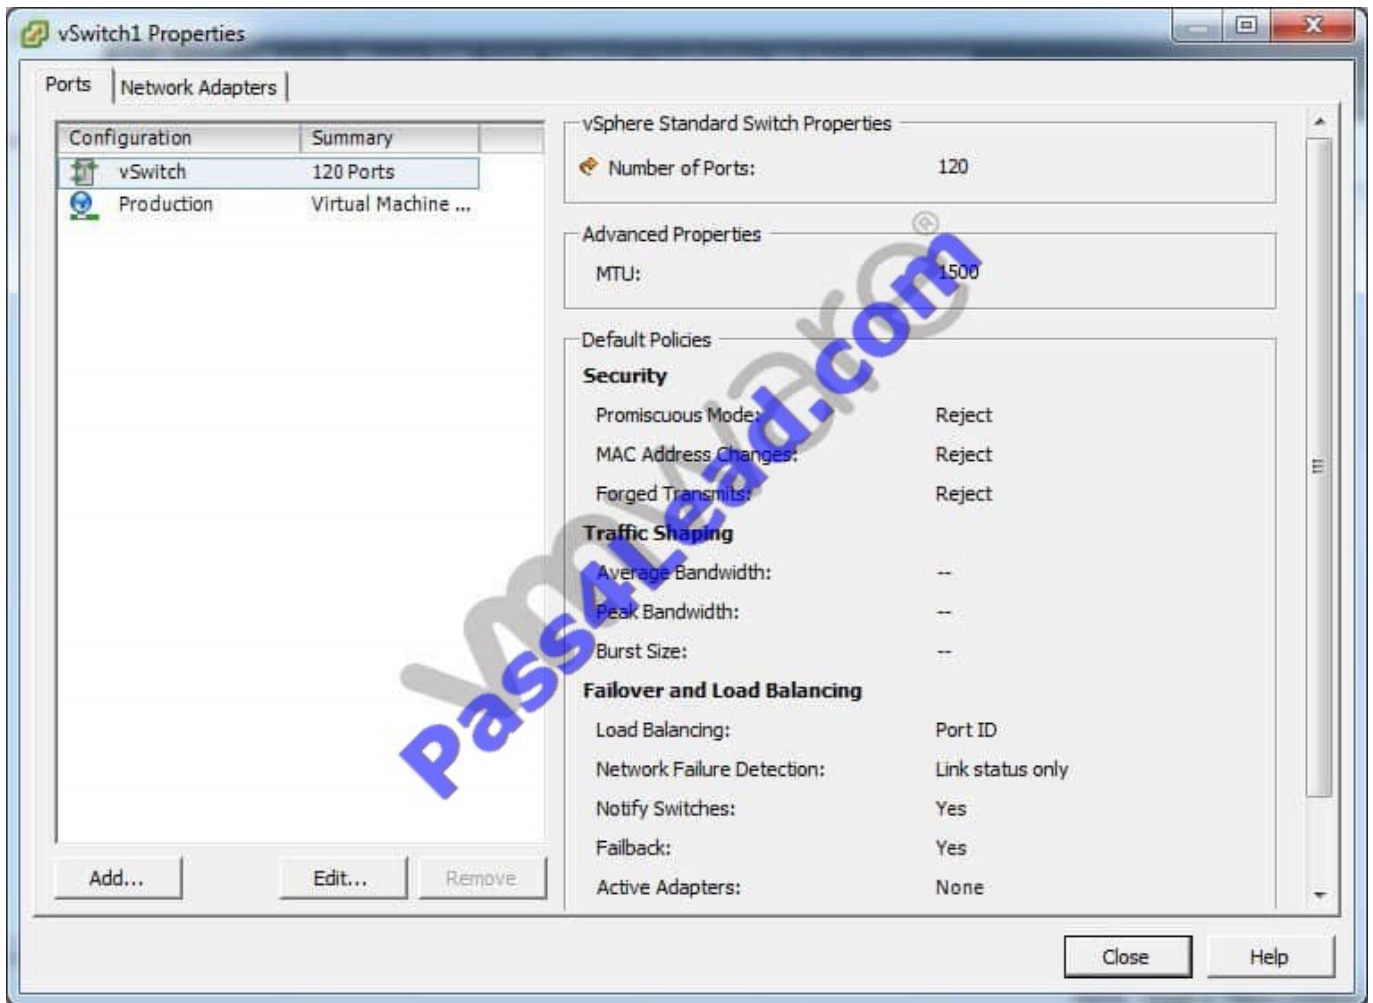 vSwitch1 Properties
Ports
Network Adapters
Configuration Summary
vSwitch 120 Ports
Production Virtual Machine ...
Add...
Edit...
Remove
vSphere Standard Switch Properties
Number of Ports: 120
Advanced Properties
MTU: 1500
Default Policies
Security
Promiscuous Mode: Reject
MAC Address Changes: Reject
Forged Transmits: Reject
Traffic Shaping
Average Bandwidth: --
Peak Bandwidth: --
Burst Size: --
Failover and Load Balancing
Load Balancing: Port ID
Network Failure Detection: Link status only
Notify Switches: Yes
Failback: Yes
Active Adapters: None
vmware®
Pass4Lead.com
Close
Help